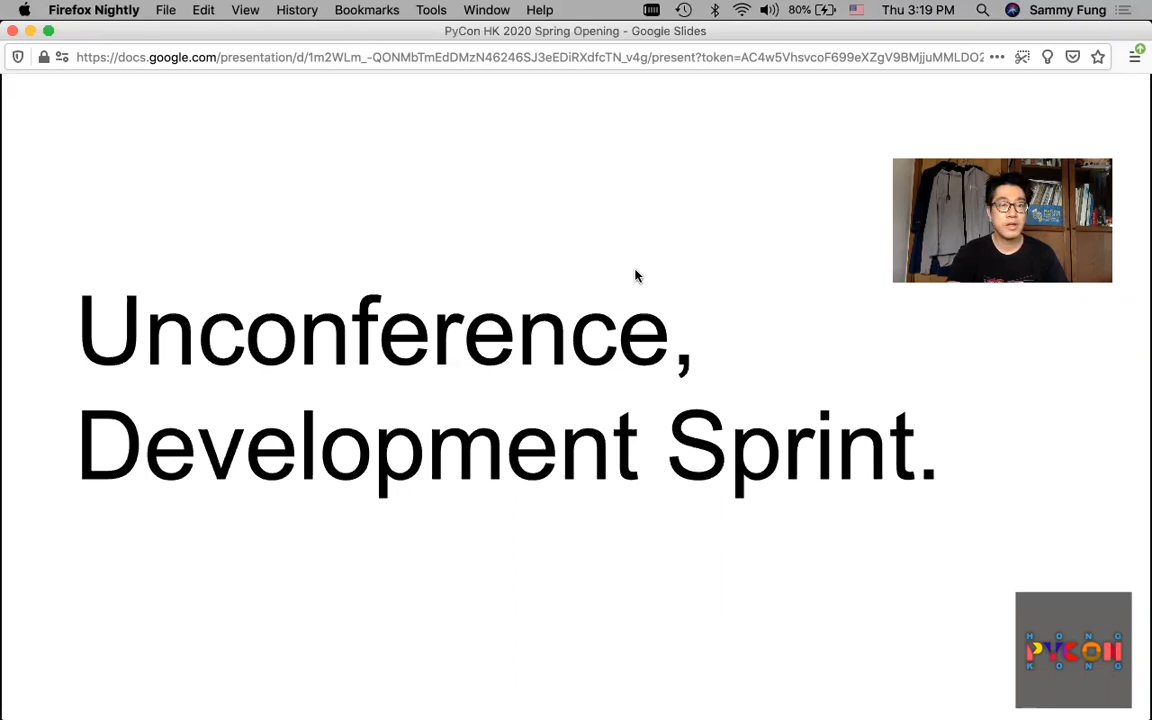 Firefox Nightly File Edit View History Bookmarks Tools Window Help 80% Thu 3:19 PM Sammy Fung
PyCon HK 2020 Spring Opening - Google Slides
https://docs.google.com/presentation/d/1m2WLm_-QONMbTmEdDMzN46246SJ3eEDiRXdfcTN_v4g/present?token=AC4w5VhsvcoF699eXZgV9BMjjuMMLDO2
Unconference,
Development Sprint.
HONG
PYCON
KONG